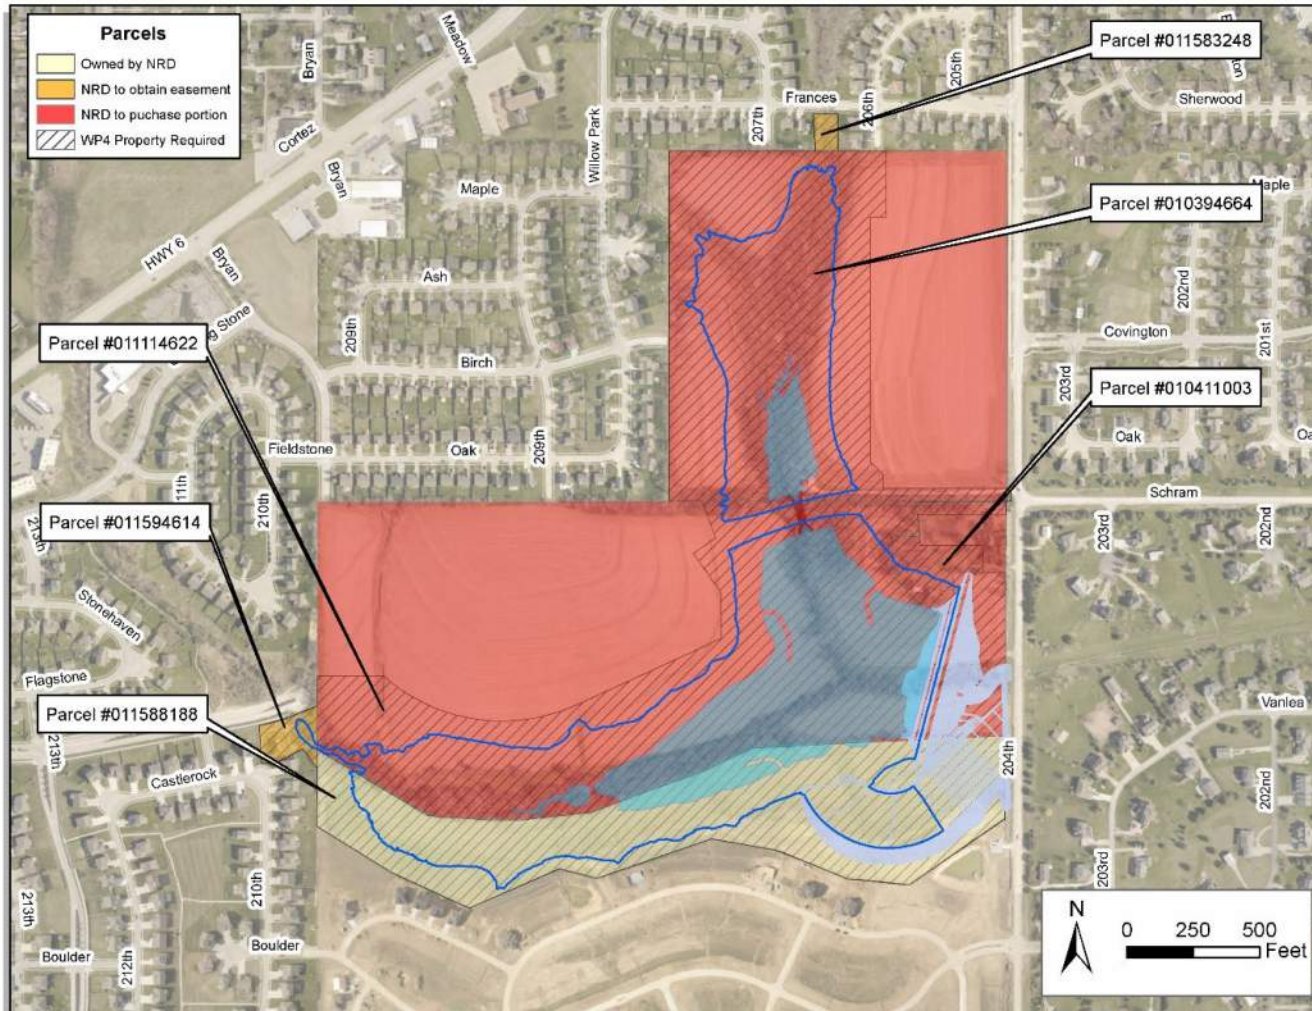 Parcels
Owned by NRD
NRD to obtain easement
NRD to puchase portion
WP4 Property Required
Bryan
Meadow
Cortez
Bryan
HWY 6
Bryan
Willow Park
Maple
Ash
209th
Birch
Fieldstone
Oak
209th
207th
Frances
206th
205th
Sherwood
Maple
202nd
Covington
201st
203rd
Oak
Schram
203rd
202nd
Parcel #011583248
Parcel #010394664
Parcel #010411003
Parcel #011114622
Parcel #011594614
Parcel #011588188
g Stone
11th
210th
213th
Stonehaven
Flagstone
213th
Castlerock
210th
213th
Boulder
212th
Boulder
204th
Vanlea
202nd
203rd
N
0 250 500
Feet